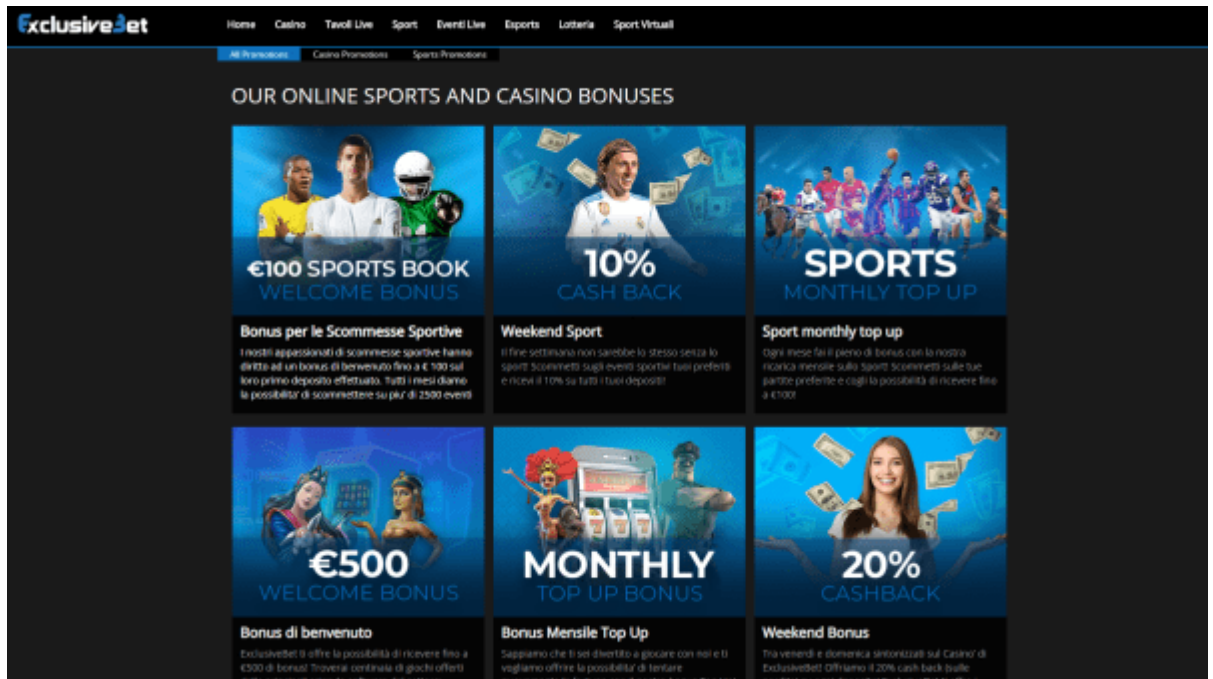 ExclusiveBet
Home Casino Tavoli Live Sport Eventi Live Esports Lotteria Sport Virtuali
All Promotions Casino Promotions Sports Promotions
OUR ONLINE SPORTS AND CASINO BONUSES
€100 SPORTS BOOK
WELCOME BONUS
Bonus per le Scommesse Sportive
I nostri appassionati di scommesse sportive hanno
diritto ad un bonus di benvenuto fino a € 100 sul
loro primo deposito effettuato. Tutti i mesi diamo
la possibilita' di scommettere su piu' di 2500 eventi
10%
CASH BACK
Weekend Sport
Il fine settimana non sarebbe lo stesso senza lo
sport! Scommetti sugli eventi sportivi tuoi preferiti
e ricevi il 10% su tutti i tuoi depositi!
SPORTS
MONTHLY TOP UP
Sport monthly top up
Ogni mese fai il pieno di bonus con la nostra
ricarica mensile sullo Sport! Scommetti sulle tue
partite preferite e cogli la possibilità di ricevere fino
a €100!
€500
WELCOME BONUS
Bonus di benvenuto
ExclusiveBet ti offre la possibilità di ricevere fino a
€500 di bonus! Troverai centinaia di giochi offerti
MONTHLY
TOP UP BONUS
Bonus Mensile Top Up
Sappiamo che ti sei divertito a giocare con noi e ti
vogliamo offrire la possibilita' di tentare
20%
CASHBACK
Weekend Bonus
Tra venerdì e domenica sintonizzati sul Casino' di
ExclusiveBet! Offriamo il 20% cash back (sulle